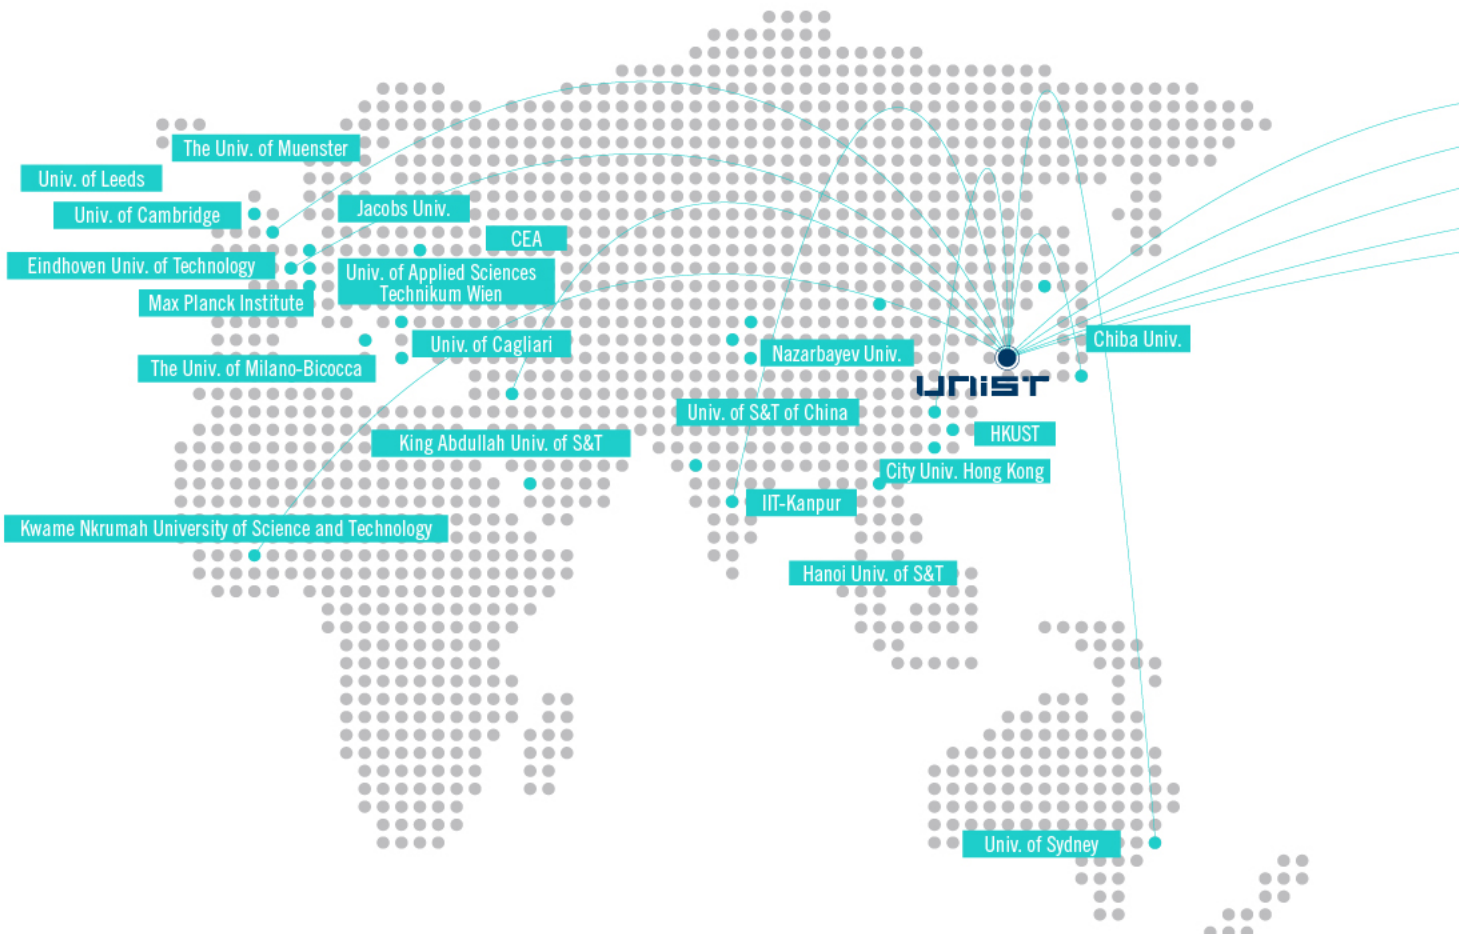 The Univ. of Muenster
Univ. of Leeds
Univ. of Cambridge
Jacobs Univ.
CEA
Eindhoven Univ. of Technology
Univ. of Applied Sciences
Technikum Wien
Max Planck Institute
Univ. of Cagliari
Chiba Univ.
Nazarbayev Univ.
The Univ. of Milano-Bicocca
UNIST
Univ. of S&T of China
HKUST
King Abdullah Univ. of S&T
City Univ. Hong Kong
IIT-Kanpur
Kwame Nkrumah University of Science and Technology
Hanoi Univ. of S&T
Univ. of Sydney